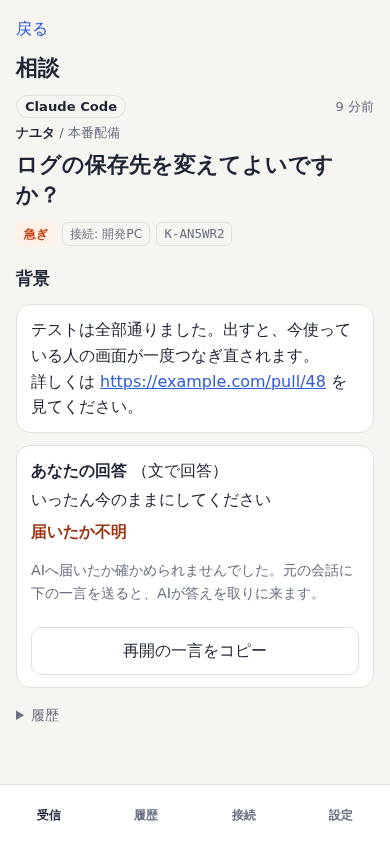 戻る
相談
Claude Code
9 分前
ナユタ / 本番配備
ログの保存先を変えてよいです
か？
急ぎ
接続: 開発PC
K-AN5WR2
背景
テストは全部通りました。出すと、今使って
いる人の画面が一度つなぎ直されます。
詳しくは https://example.com/pull/48 を
見てください。
あなたの回答 （文で回答）
いったん今のままにしてください
届いたか不明
AIへ届いたか確かめられませんでした。元の会話に
下の一言を送ると、AIが答えを取りに来ます。
再開の一言をコピー
▶ 履歴
受信
履歴
接続
設定